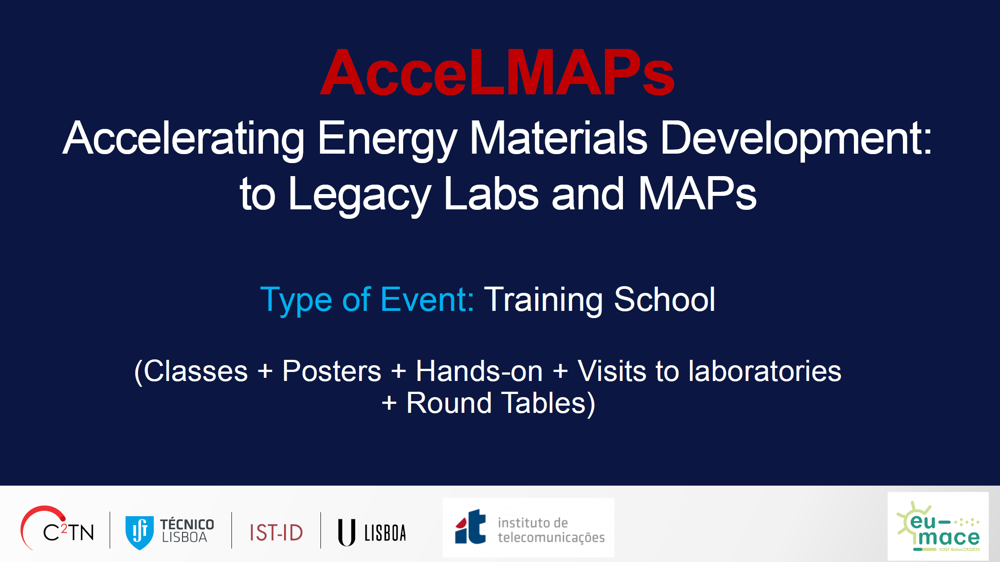 AcceLMAPs
Accelerating Energy Materials Development:
to Legacy Labs and MAPs
Type of Event: Training School
(Classes + Posters + Hands-on + Visits to laboratories
+ Round Tables)
C²TN
TÉCNICO
LISBOA
IST-ID
U LISBOA
it
instituto de
telecomunicações
eu-
mace
COST Action CA22123